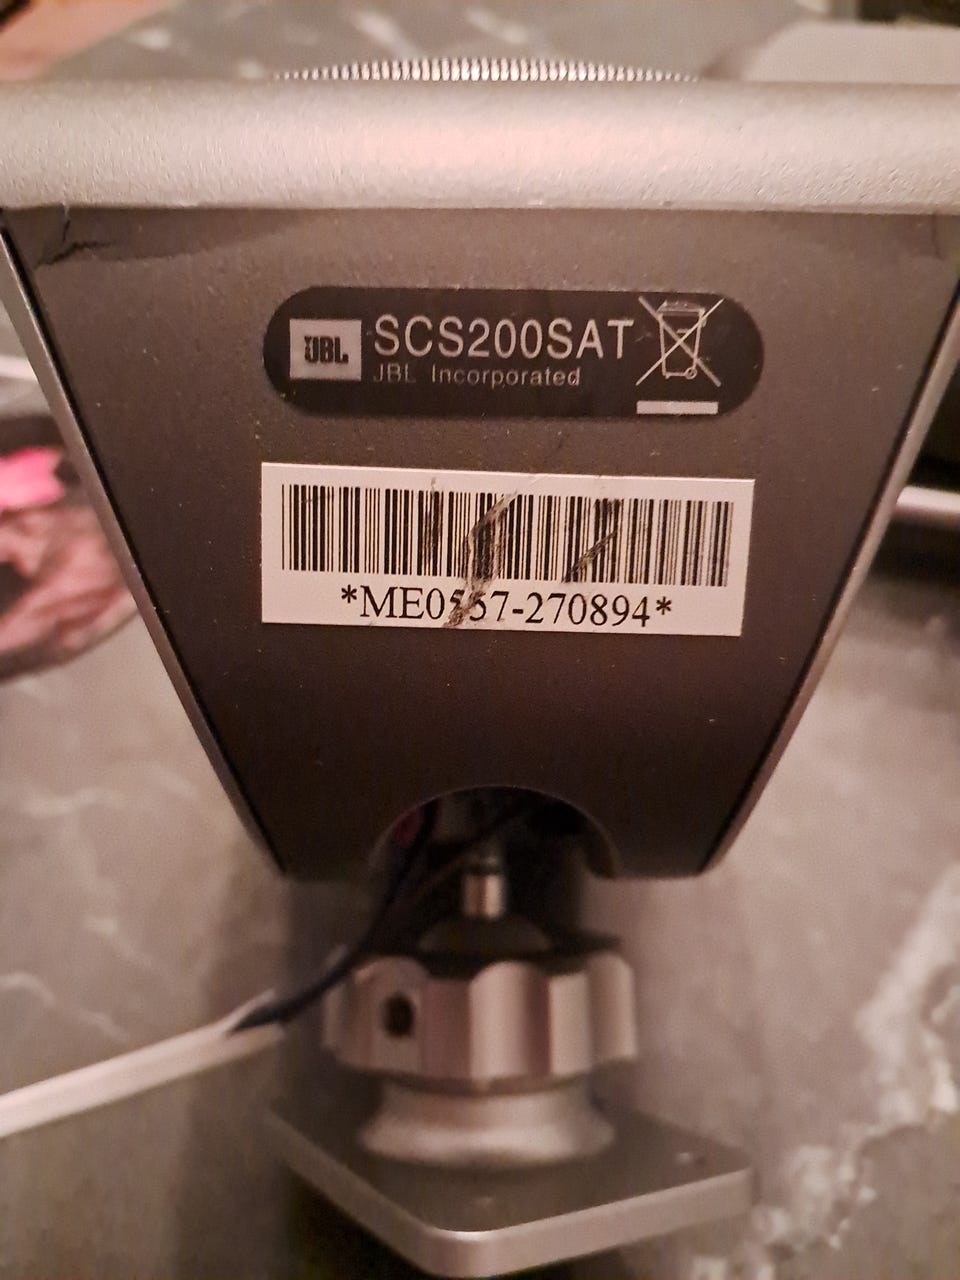 JBL SCS200SAT
JBL Incorporated
*ME0557-270894*